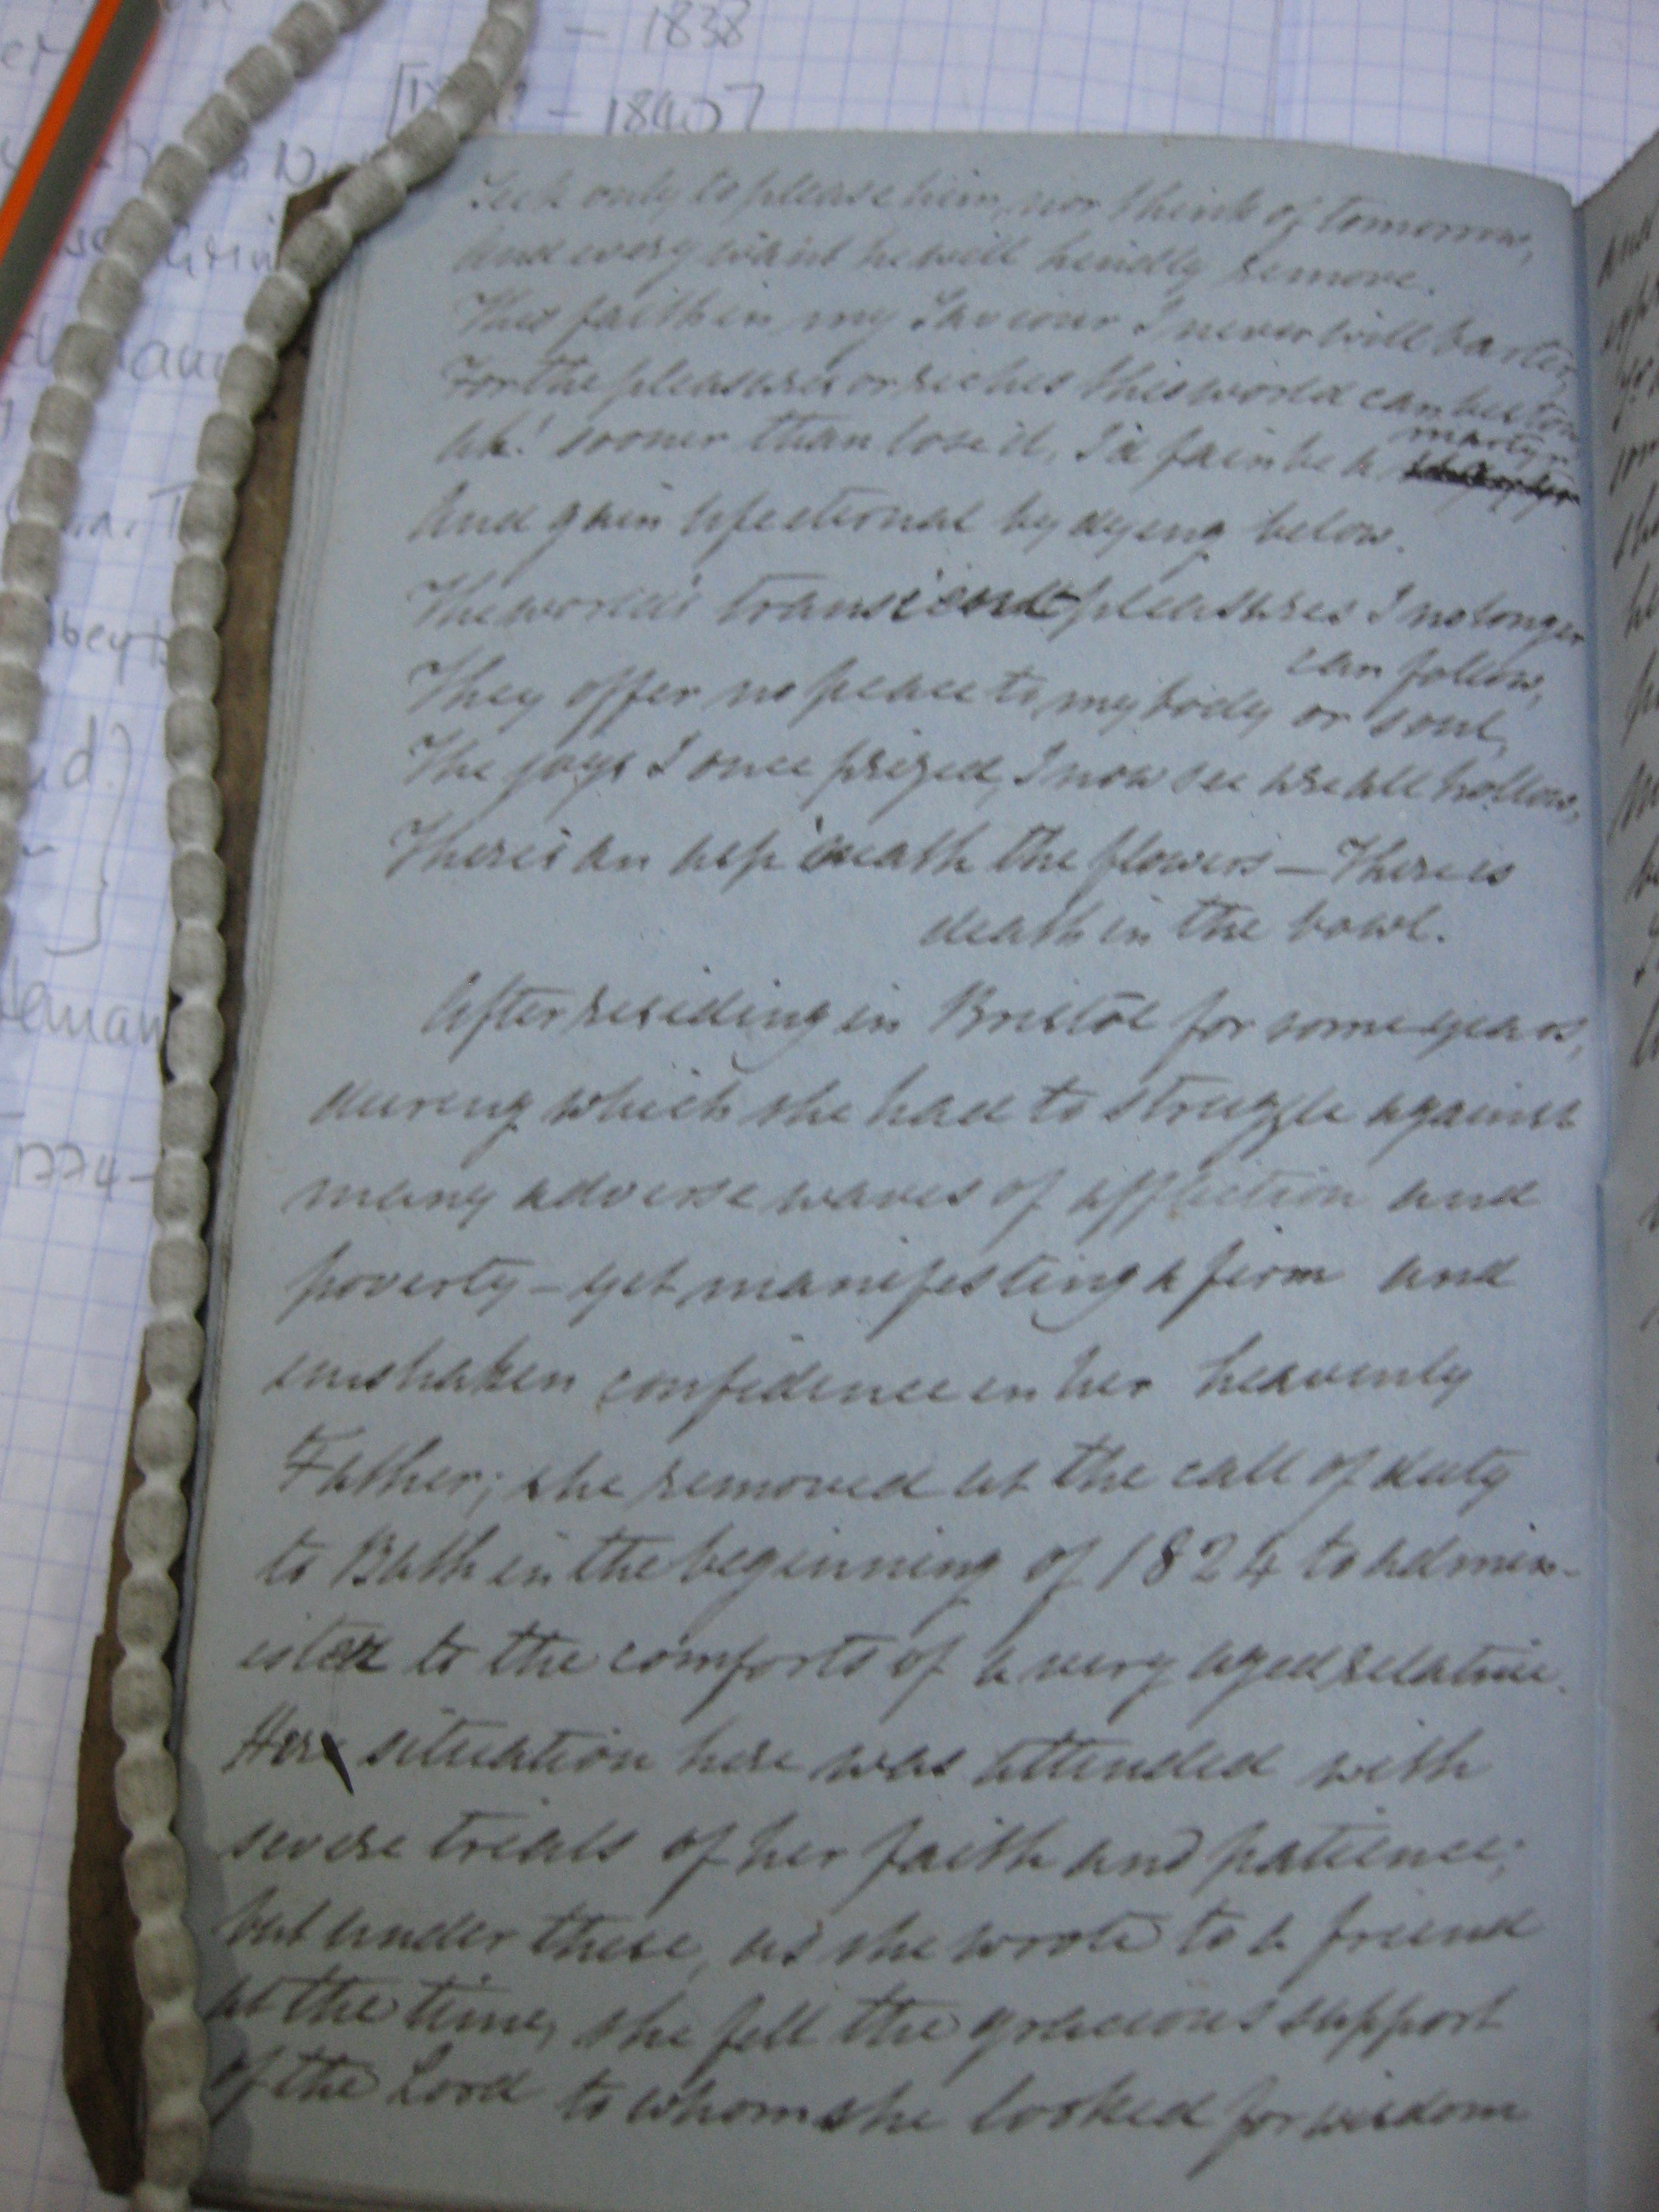 – 1838
– 1840?
Seek only to please him, nor think of tomorrow,
And every want he will kindly remove.
This faith in my Saviour I never will barter,
For the pleasures or riches this world can bestow
Ah! sooner than lose it, I'd fain be a martyr
And gain life eternal by dying below.
The world's transient pleasures I no longer
can follow,
They offer no peace to my body or soul,
The joys I once prized, I now see are all hollow,
There's an asp 'neath the flowers – There is
death in the bowl.
After residing in Bristol for some years,
during which she had to struggle against
many adverse waves of affliction and
poverty – yet manifesting a firm and
unshaken confidence in her heavenly
Father; she removed at the call of duty
to Bath in the beginning of 1824 to admin-
ister to the comforts of a very aged relative.
Her situation here was attended with
severe trials of her faith and patience;
but under these, as she wrote to a friend
at the time, she felt the gracious support
of the Lord to whom she looked for wisdom
d.)
1774–